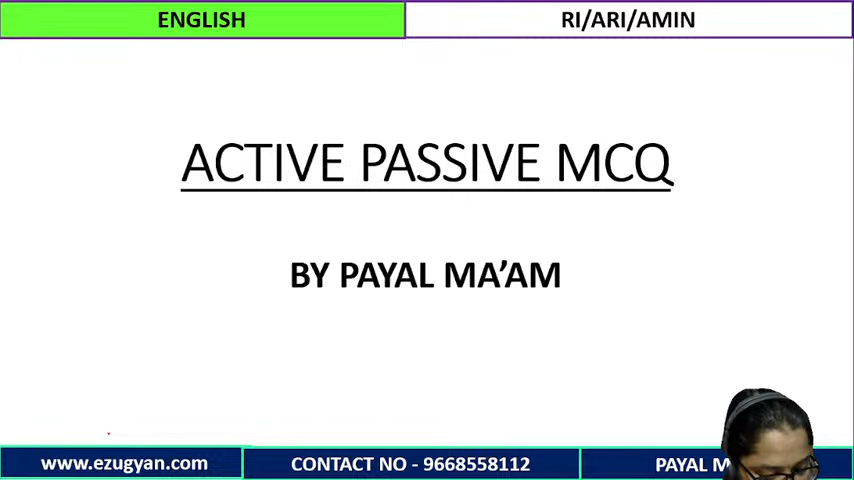 ENGLISH
RI/ARI/AMIN
ACTIVE PASSIVE MCQ
BY PAYAL MA’AM
www.ezugyan.com
CONTACT NO - 9668558112
PAYAL